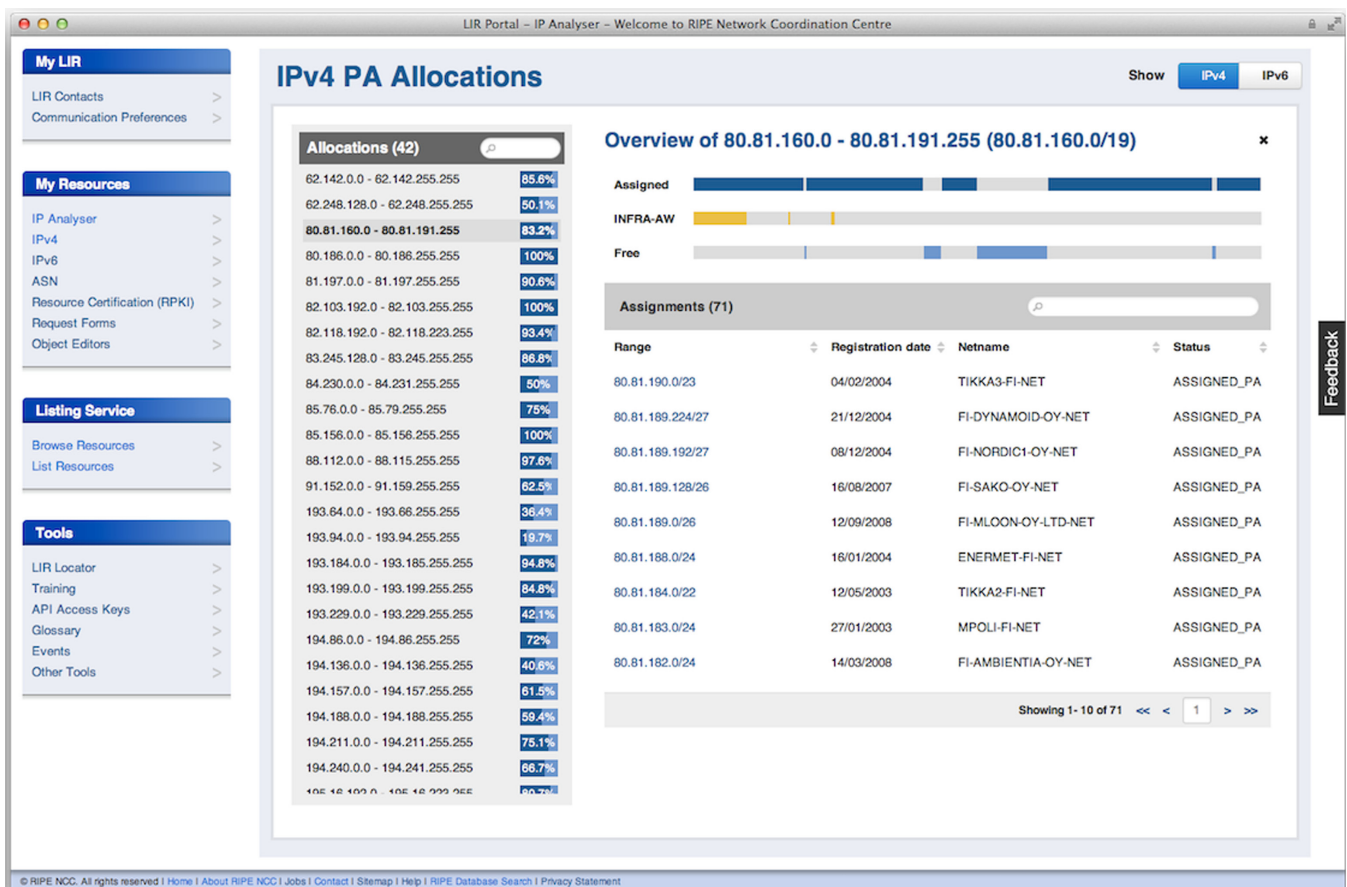 LIR Portal – IP Analyser – Welcome to RIPE Network Coordination Centre
My LIR
LIR Contacts >
Communication Preferences >
My Resources
IP Analyser >
IPv4 >
IPv6 >
ASN >
Resource Certification (RPKI) >
Request Forms >
Object Editors >
Listing Service
Browse Resources >
List Resources >
Tools
LIR Locator >
Training >
API Access Keys >
Glossary >
Events >
Other Tools >
IPv4 PA Allocations
Show IPv4 IPv6
Allocations (42)
62.142.0.0 - 62.142.255.255 85.6%
62.248.128.0 - 62.248.255.255 50.1%
80.81.160.0 - 80.81.191.255 83.2%
80.186.0.0 - 80.186.255.255 100%
81.197.0.0 - 81.197.255.255 90.6%
82.103.192.0 - 82.103.255.255 100%
82.118.192.0 - 82.118.223.255 93.4%
83.245.128.0 - 83.245.255.255 86.8%
84.230.0.0 - 84.231.255.255 50%
85.76.0.0 - 85.79.255.255 75%
85.156.0.0 - 85.156.255.255 100%
88.112.0.0 - 88.115.255.255 97.6%
91.152.0.0 - 91.159.255.255 62.5%
193.64.0.0 - 193.66.255.255 36.4%
193.94.0.0 - 193.94.255.255 19.7%
193.184.0.0 - 193.185.255.255 94.8%
193.199.0.0 - 193.199.255.255 84.8%
193.229.0.0 - 193.229.255.255 42.1%
194.86.0.0 - 194.86.255.255 72%
194.136.0.0 - 194.136.255.255 40.6%
194.157.0.0 - 194.157.255.255 61.5%
194.188.0.0 - 194.188.255.255 59.4%
194.211.0.0 - 194.211.255.255 75.1%
194.240.0.0 - 194.241.255.255 66.7%
Overview of 80.81.160.0 - 80.81.191.255 (80.81.160.0/19)
Assigned
INFRA-AW
Free
Assignments (71)
Range Registration date Netname Status
80.81.190.0/23 04/02/2004 TIKKA3-FI-NET ASSIGNED_PA
80.81.189.224/27 21/12/2004 FI-DYNAMOID-OY-NET ASSIGNED_PA
80.81.189.192/27 08/12/2004 FI-NORDIC1-OY-NET ASSIGNED_PA
80.81.189.128/26 16/08/2007 FI-SAKO-OY-NET ASSIGNED_PA
80.81.189.0/26 12/09/2008 FI-MLOON-OY-LTD-NET ASSIGNED_PA
80.81.188.0/24 16/01/2004 ENERMET-FI-NET ASSIGNED_PA
80.81.184.0/22 12/05/2003 TIKKA2-FI-NET ASSIGNED_PA
80.81.183.0/24 27/01/2003 MPOLI-FI-NET ASSIGNED_PA
80.81.182.0/24 14/03/2008 FI-AMBIENTIA-OY-NET ASSIGNED_PA
Showing 1- 10 of 71 << < 1 > >>
Feedback
© RIPE NCC. All rights reserved | Home | About RIPE NCC | Jobs | Contact | Sitemap | Help | RIPE Database Search | Privacy Statement